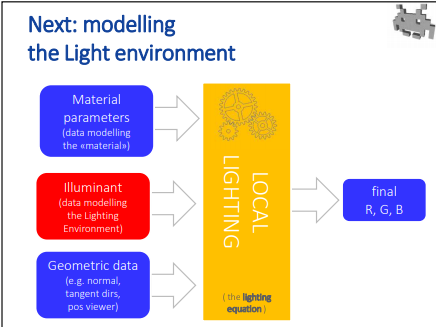 Next: modelling
the Light environment
Material
parameters
(data modelling
the «material»)
Illuminant
(data modelling
the Lighting
Environment)
Geometric data
(e.g. normal,
tangent dirs,
pos viewer)
LOCAL
LIGHTING
( the lighting
equation )
final
R, G, B